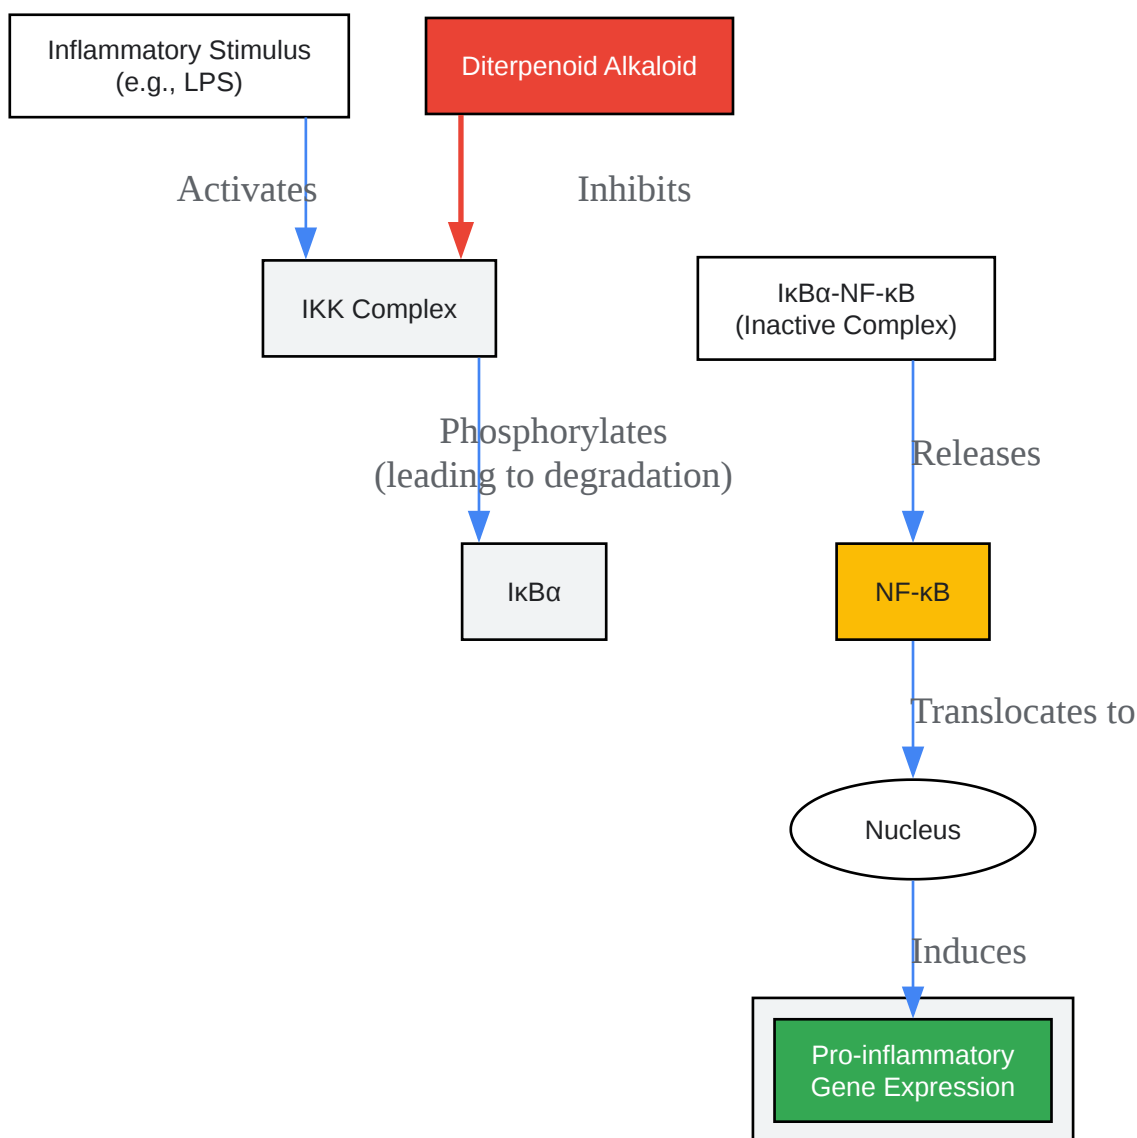 Inflammatory Stimulus
(e.g., LPS)
Diterpenoid Alkaloid
Activates
Inhibits
IKK Complex
IκBα-NF-κB
(Inactive Complex)
Phosphorylates
(leading to degradation)
Releases
IκBα
NF-κB
Translocates to
Nucleus
Induces
Pro-inflammatory
Gene Expression